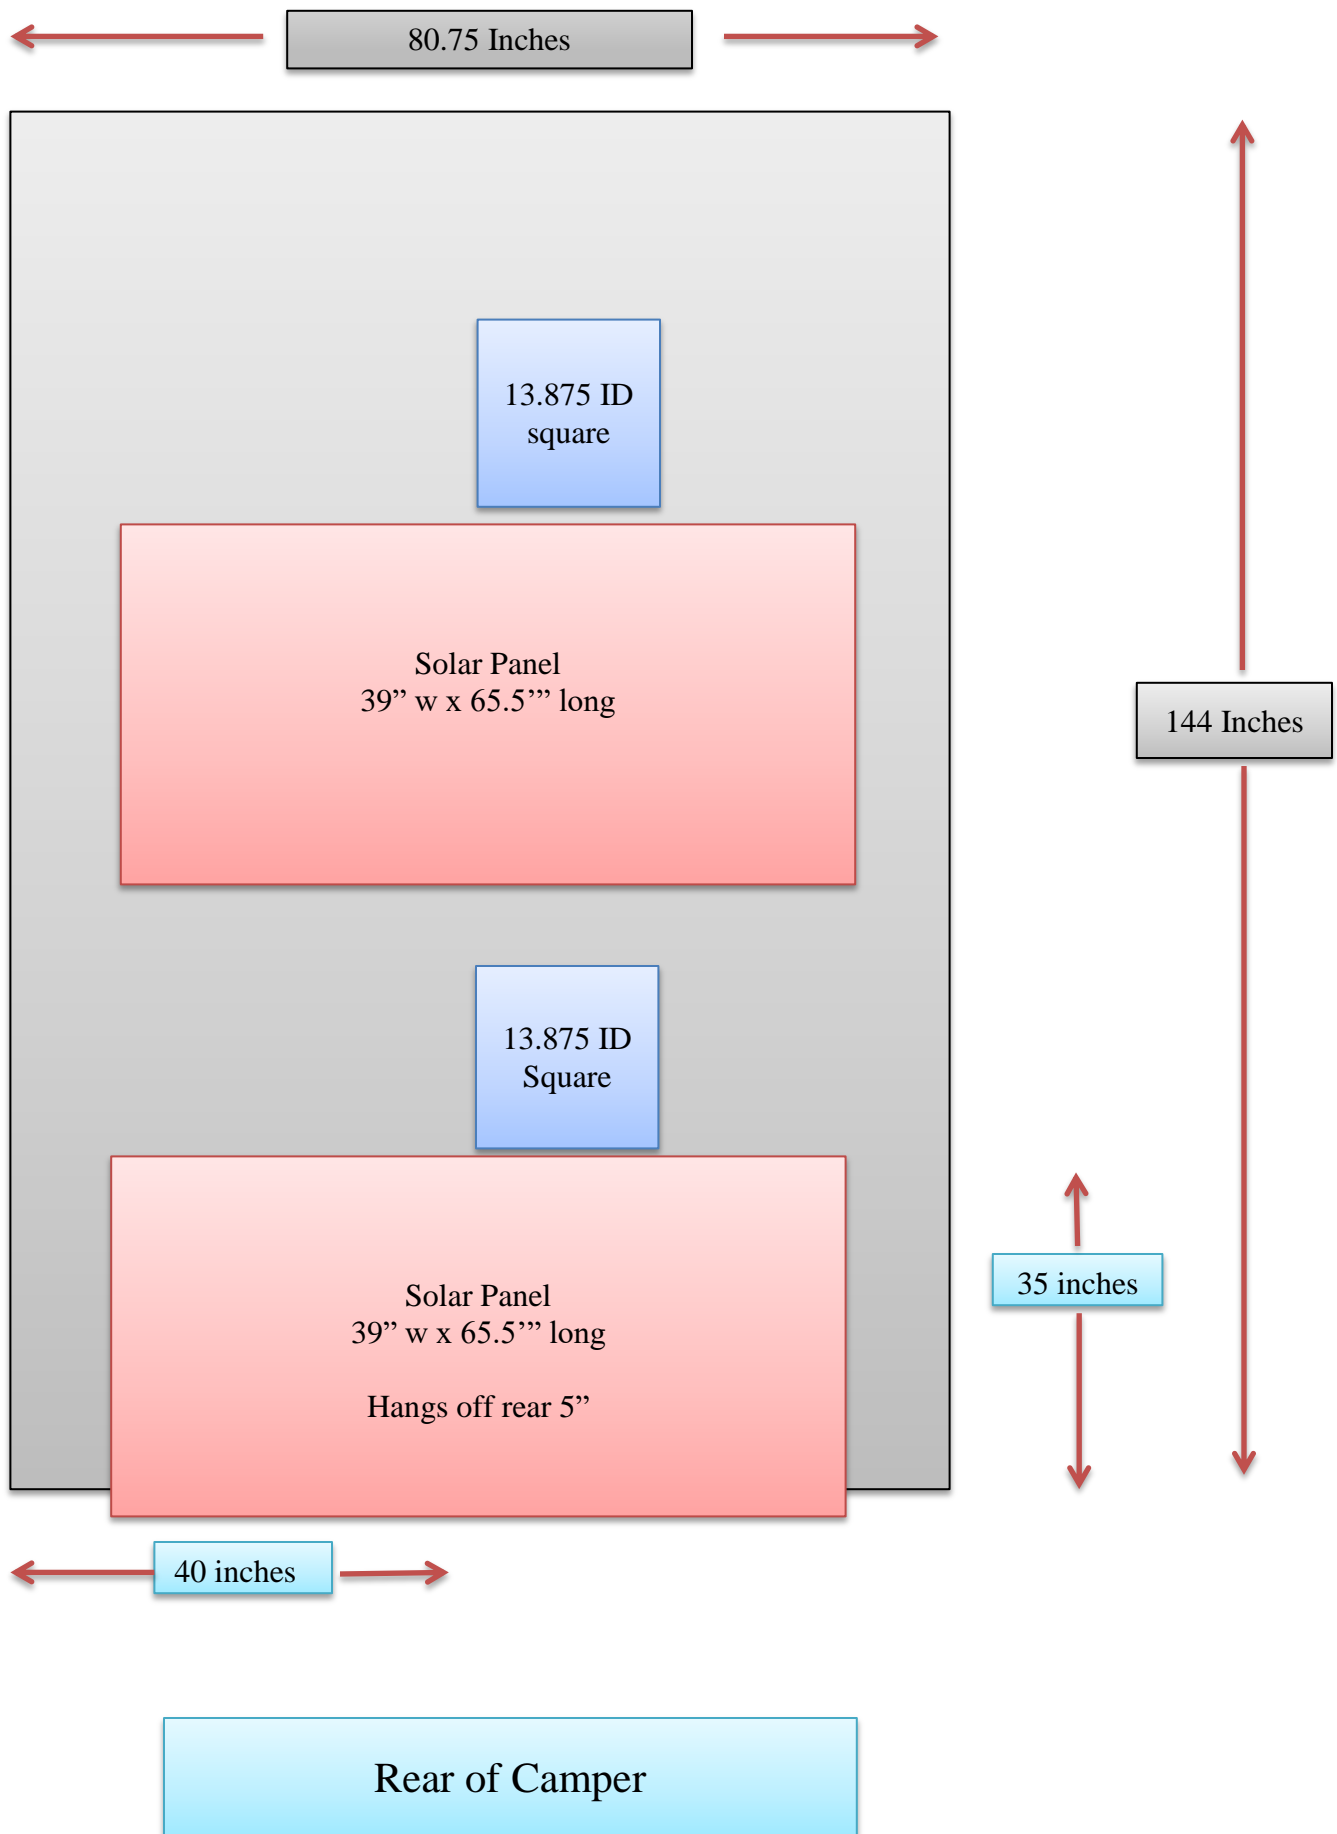 80.75 Inches
13.875 ID
square
Solar Panel
39” w x 65.5’” long
144 Inches
13.875 ID
Square
Solar Panel
39” w x 65.5’” long
Hangs off rear 5”
35 inches
40 inches
Rear of Camper